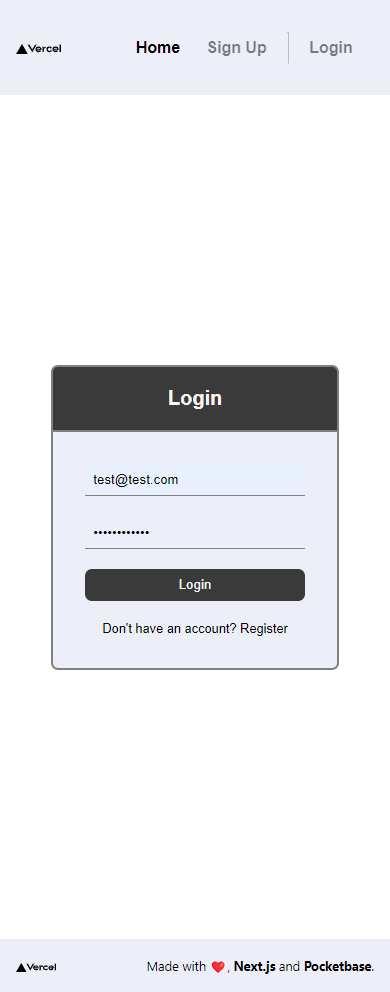 Vercel
Home Sign Up Login
Login
test@test.com
••••••••••••
Login
Don't have an account? Register
Vercel
Made with ❤️, Next.js and Pocketbase.